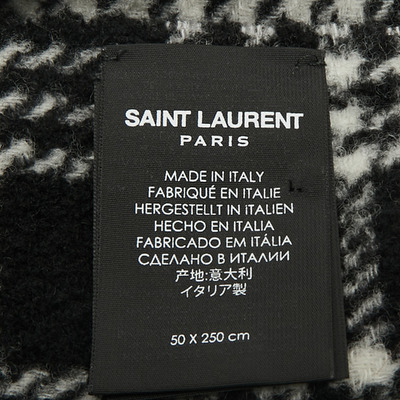 SAINT LAURENT
PARIS
MADE IN ITALY
FABRIQUÉ EN ITALIE
HERGESTELLT IN ITALIEN
HECHO EN ITALIA
FABRICADO EM ITÁLIA
СДЕЛАНО В ИТАЛИИ
产地:意大利
イタリア製
50 X 250 cm